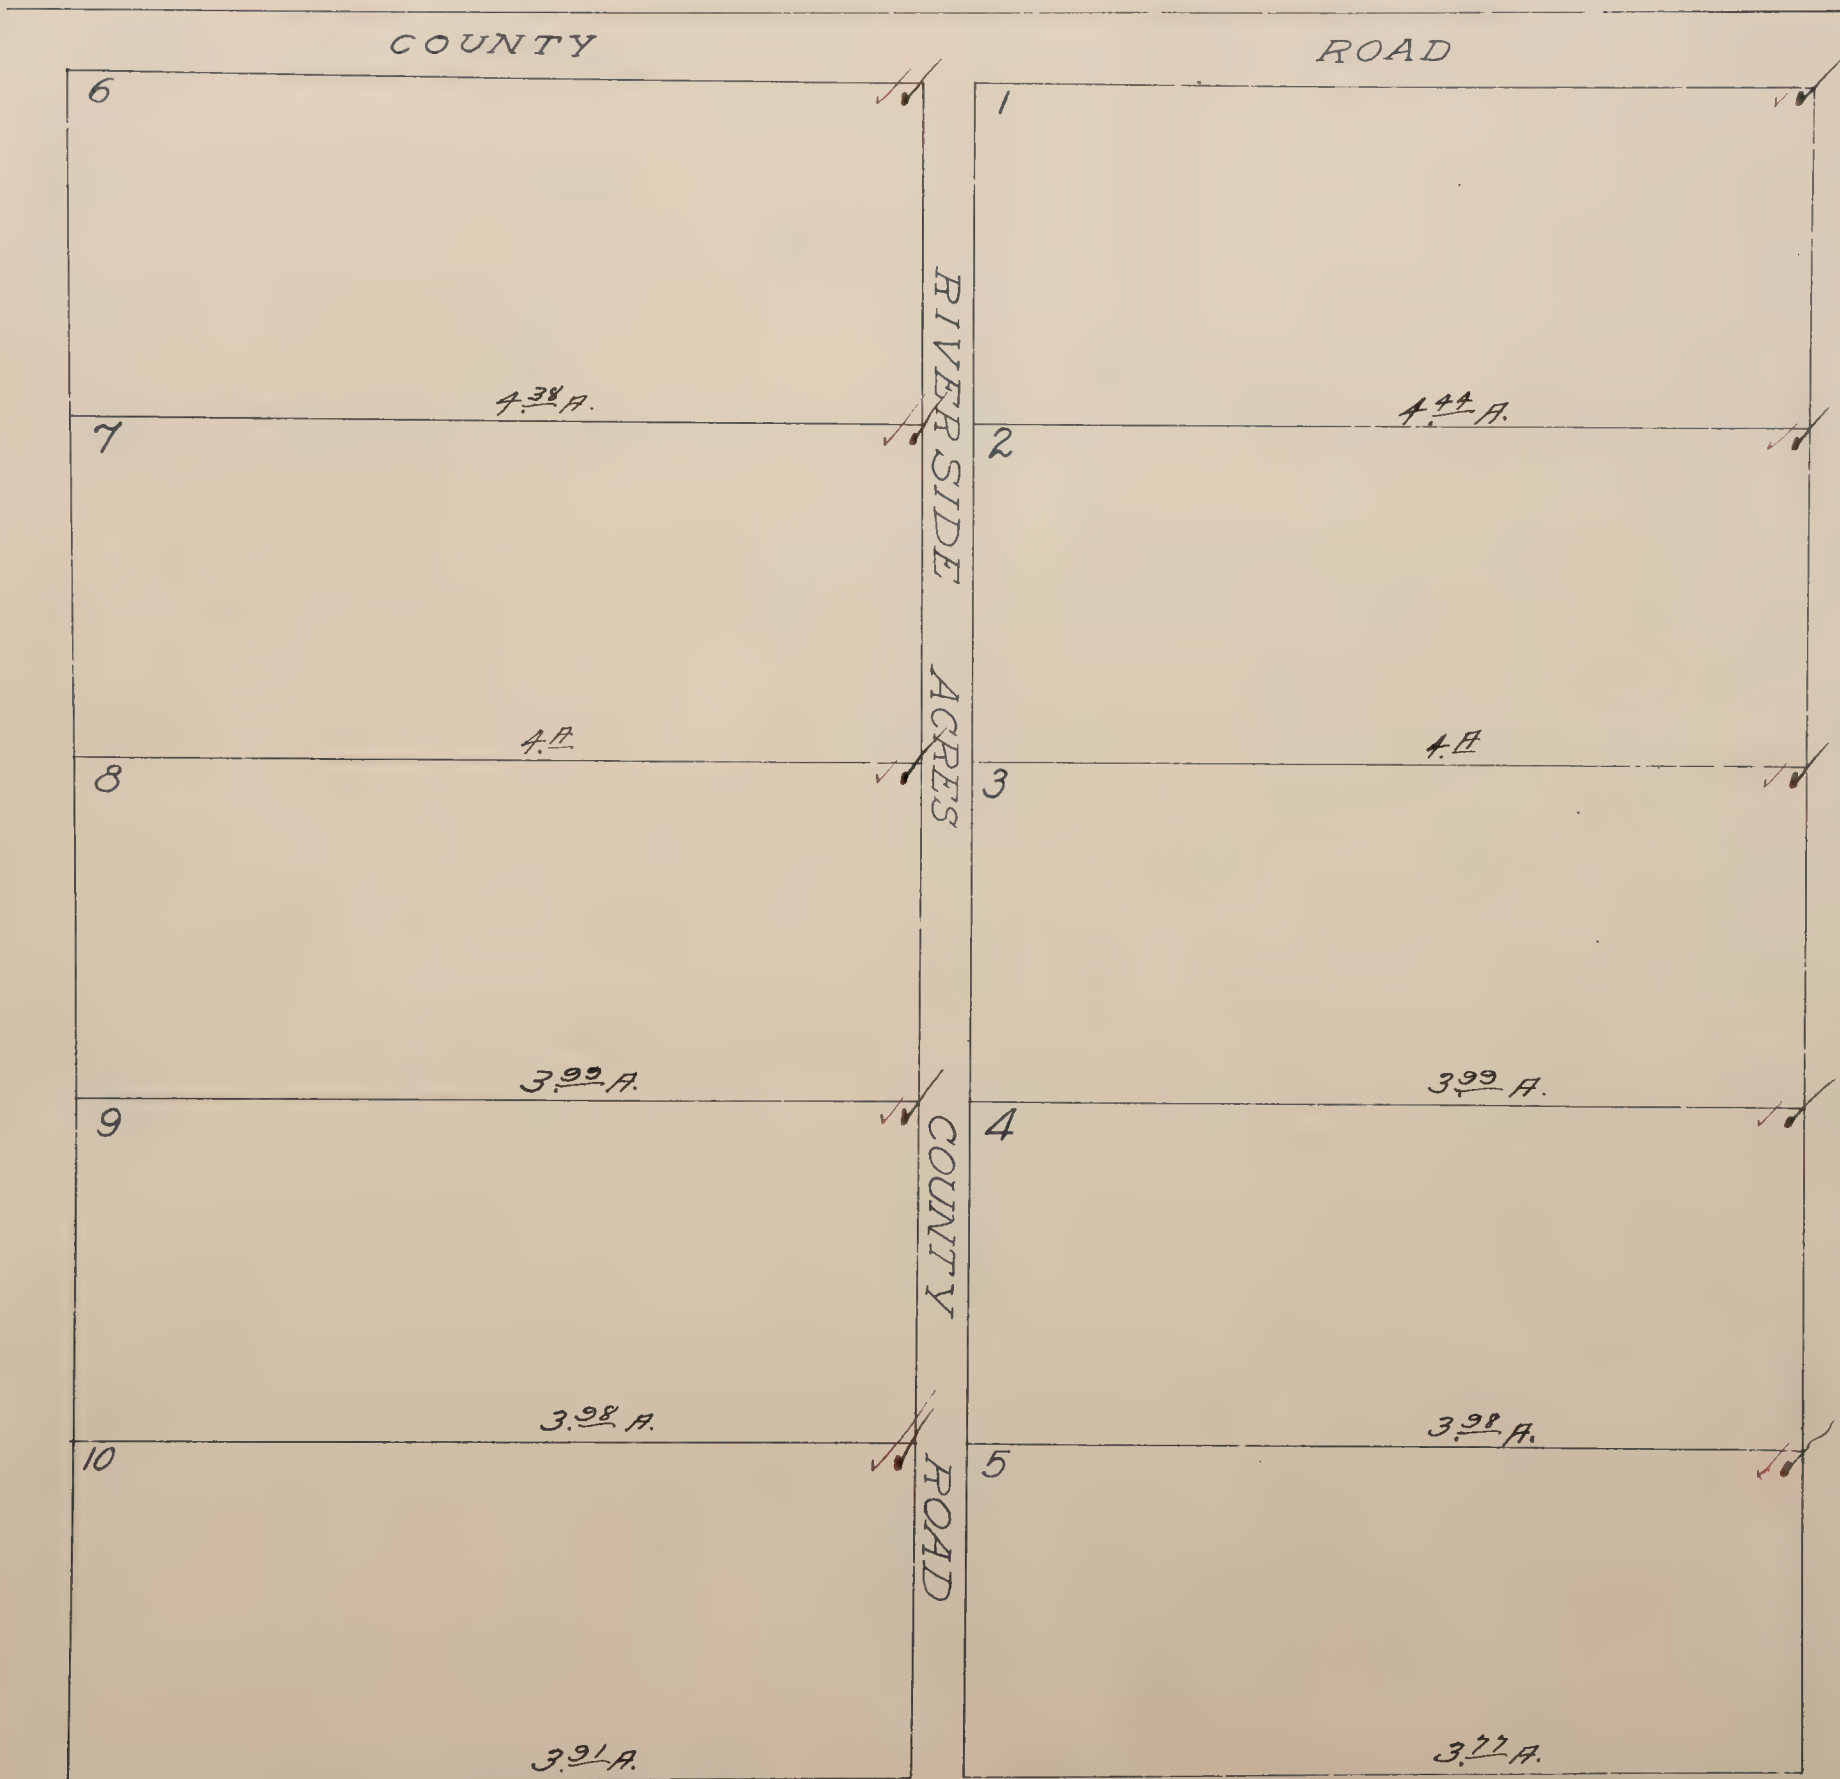 COUNTY ROAD
6
1
4.38 A.
4.44 A.
7
2
4. A
4. A
8
3
3.99 A.
3.99 A.
9
4
3.98 A.
3.98 A.
10
5
3.91 A.
3.77 A.
RIVERSIDE ACRES COUNTY ROAD